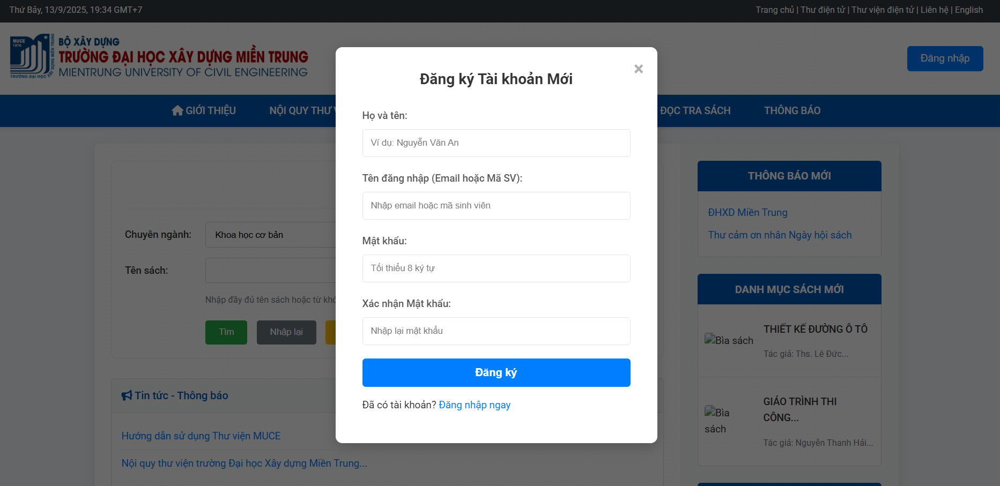 Thứ Bảy, 13/9/2025, 19:34 GMT+7
Trang chủ | Thư điện tử | Thư viện điện tử | Liên hệ | English
MUCE
1976
XÂY DỰNG MIỀN TRUNG
TRƯỜNG ĐẠI HỌC
BỘ XÂY DỰNG
TRƯỜNG ĐẠI HỌC XÂY DỰNG MIỀN TRUNG
MIENTRUNG UNIVERSITY OF CIVIL ENGINEERING
Đăng nhập
GIỚI THIỆU
NỘI QUY THƯ
ĐỌC TRA SÁCH
THÔNG BÁO
Đăng ký Tài khoản Mới
×
Họ và tên:
Ví dụ: Nguyễn Văn An
Tên đăng nhập (Email hoặc Mã SV):
Nhập email hoặc mã sinh viên
Mật khẩu:
Tối thiểu 8 ký tự
Xác nhận Mật khẩu:
Nhập lại mật khẩu
Đăng ký
Đã có tài khoản? Đăng nhập ngay
Chuyên ngành:
Khoa học cơ bản
Tên sách:
Nhập đầy đủ tên sách hoặc từ
Tìm
Nhập lại
Tin tức - Thông báo
Hướng dẫn sử dụng Thư viện MUCE
Nội quy thư viện trường Đại học Xây dựng Miền Trung...
THÔNG BÁO MỚI
ĐHXD Miền Trung
Thư cảm ơn nhân Ngày hội sách
DANH MỤC SÁCH MỚI
Bìa sách
THIẾT KẾ ĐƯỜNG Ô TÔ
Tác giả: Ths. Lê Đức...
Bìa
sách
GIÁO TRÌNH THI
CÔNG...
Tác giả: Nguyễn Thanh Hải...